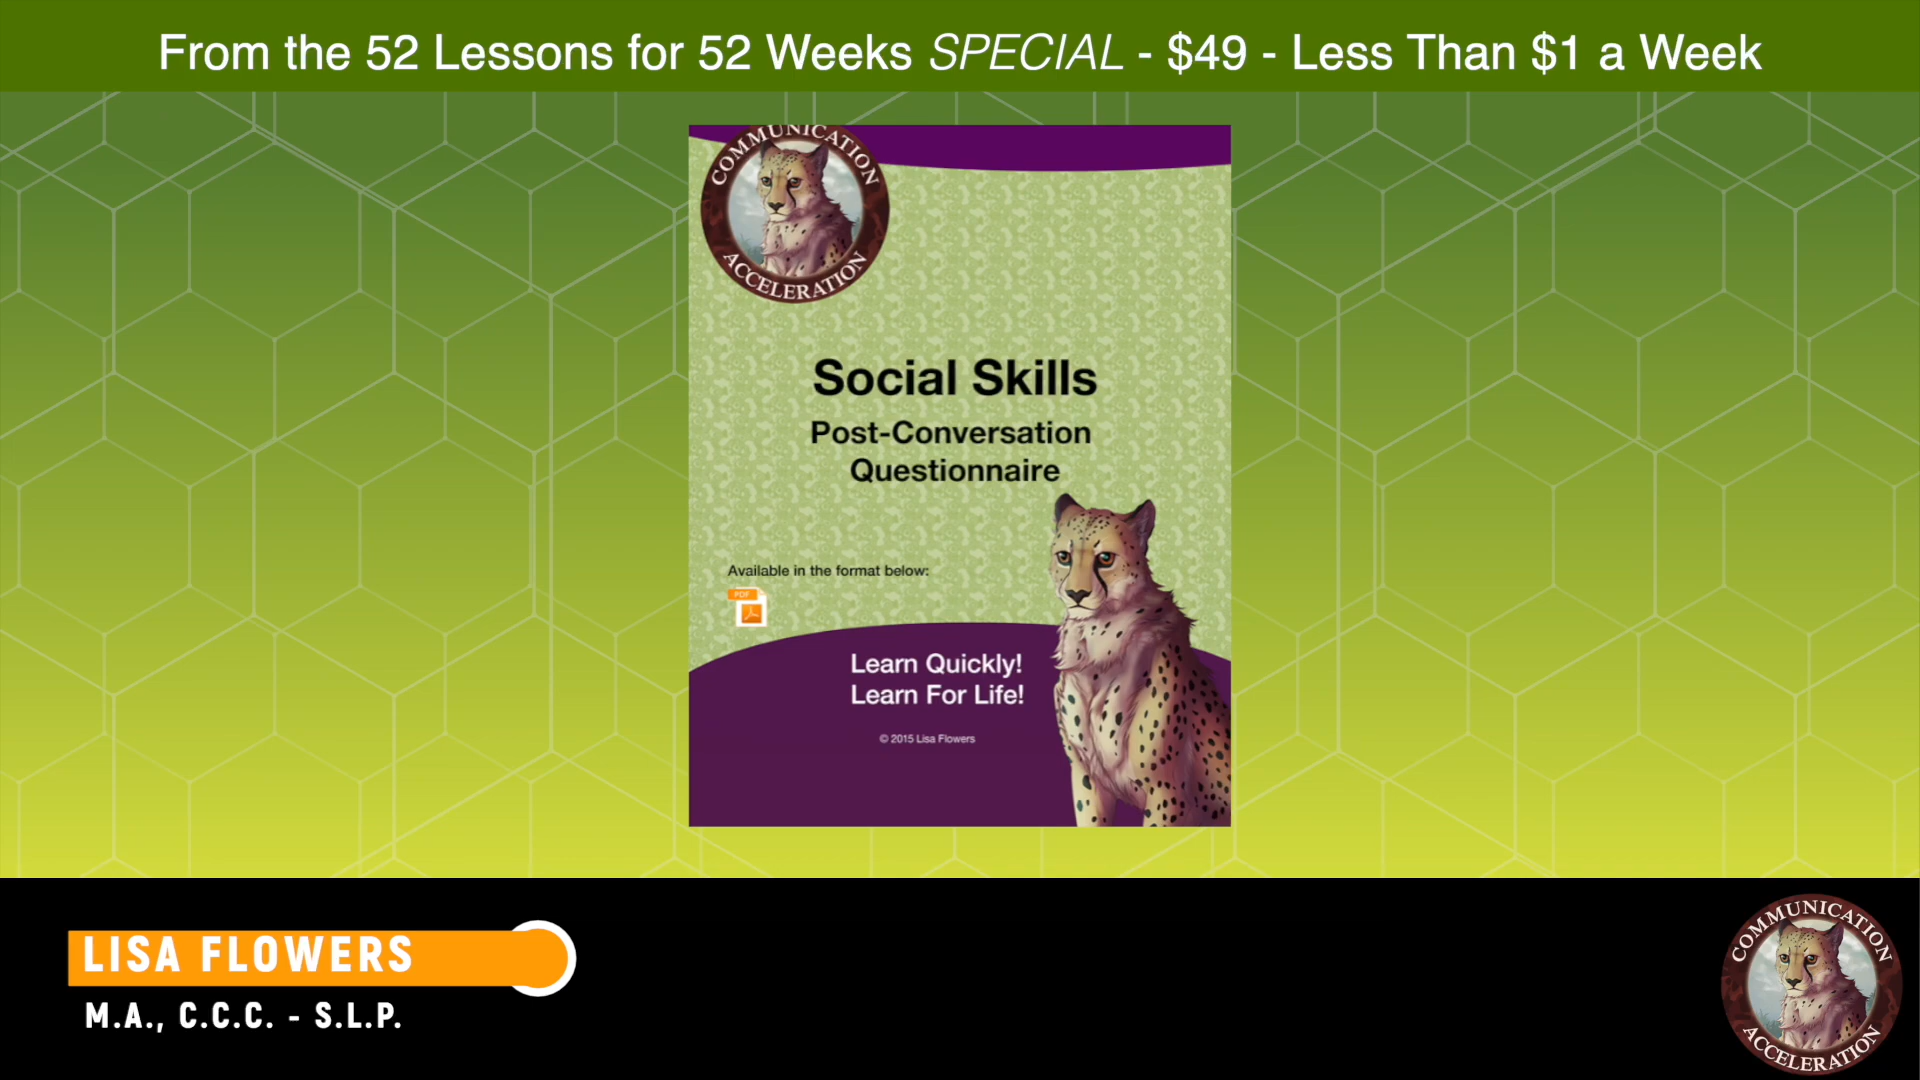 From the 52 Lessons for 52 Weeks SPECIAL - $49 - Less Than $1 a Week
COMMUNICATION
ACCELERATION
Social Skills
Post-Conversation
Questionnaire
Available in the format below:
PDF
Learn Quickly!
Learn For Life!
© 2015 Lisa Flowers
LISA FLOWERS
M.A., C.C.C. - S.L.P.
COMMUNICATION
ACCELERATION